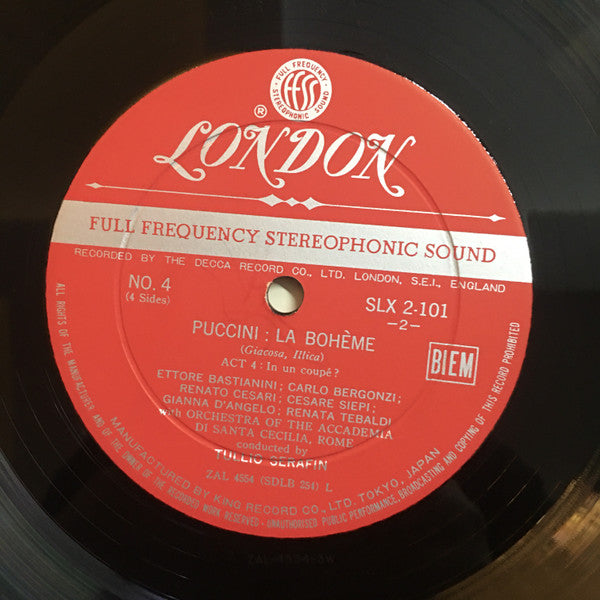 FULL FREQUENCY
ffss
STEREOPHONIC SOUND
®
LONDON
FULL FREQUENCY STEREOPHONIC SOUND
RECORDED BY THE DECCA RECORD CO., LTD. LONDON, S.E.I., ENGLAND
NO. 4
(4 Sides)
SLX 2-101
—2—
PUCCINI : LA BOHÈME
(Giacosa, Illica)
ACT 4 : In un coupé?
BIEM
ETTORE BASTIANINI ; CARLO BERGONZI ;
RENATO CESARI ; CESARE SIEPI ;
GIANNA D'ANGELO ; RENATA TEBALDI
with ORCHESTRA OF THE ACCADEMIA
DI SANTA CECILIA, ROME
conducted by
TULLIO SERAFIN
ZAL 4554 (SDLB 254) L
MANUFACTURED BY KING RECORD CO., LTD. TOKYO, JAPAN
ALL RIGHTS OF THE MANUFACTURER AND OF THE OWNER OF THE RECORDED WORK RESERVED · UNAUTHORISED PUBLIC PERFORMANCE, BROADCASTING AND COPYING OF THIS RECORD PROHIBITED